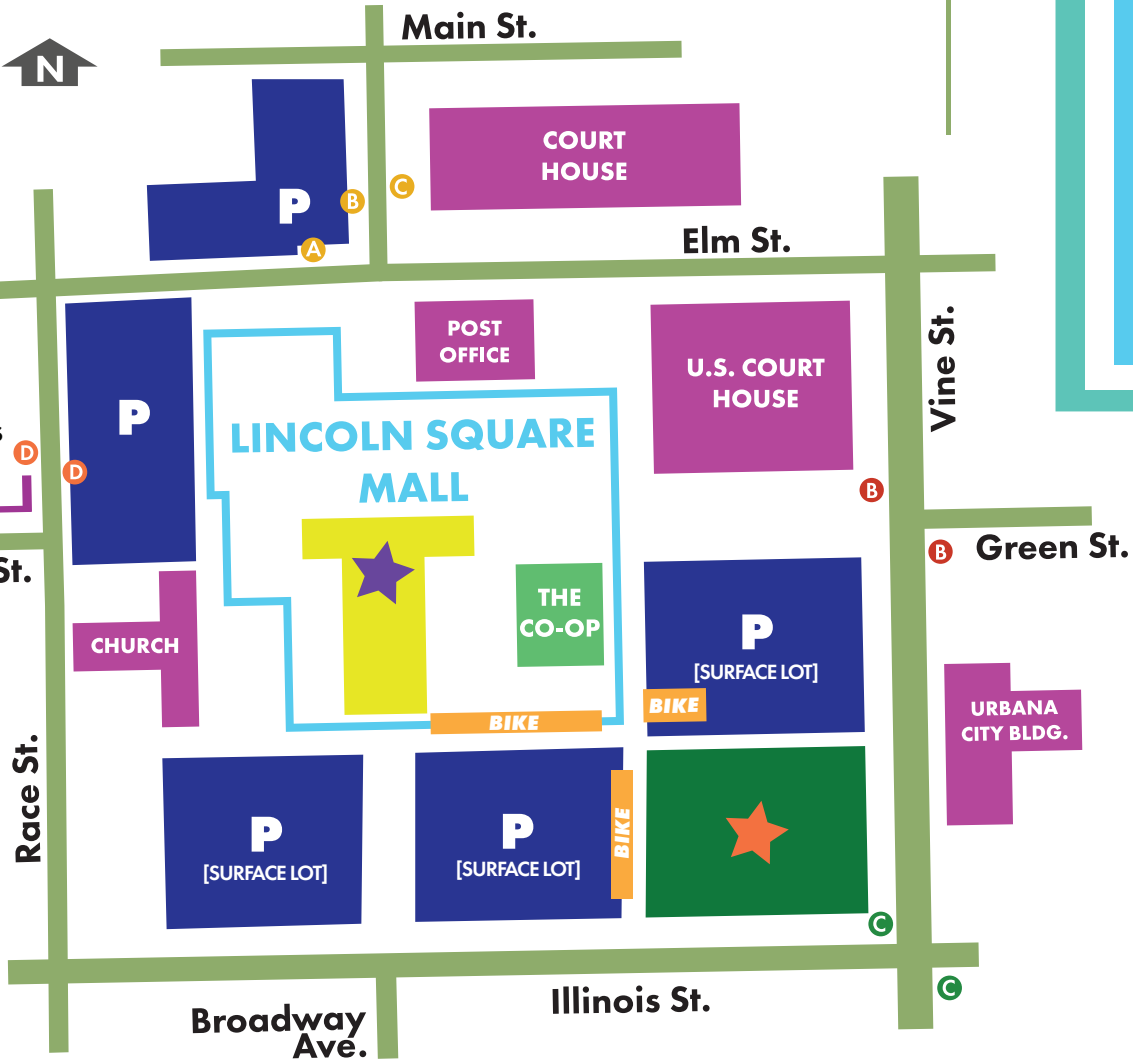 Main St.
N
COURT
HOUSE
P
B
C
A
Elm St.
POST
OFFICE
U.S. COURT
HOUSE
Vine St.
P
LINCOLN SQUARE
MALL
s
D
D
B
B
Green St.
St.
THE
CO-OP
P
[SURFACE LOT]
CHURCH
BIKE
BIKE
URBANA
CITY BLDG.
Race St.
P
[SURFACE LOT]
P
[SURFACE LOT]
BIKE
C
C
Illinois St.
Broadway
Ave.